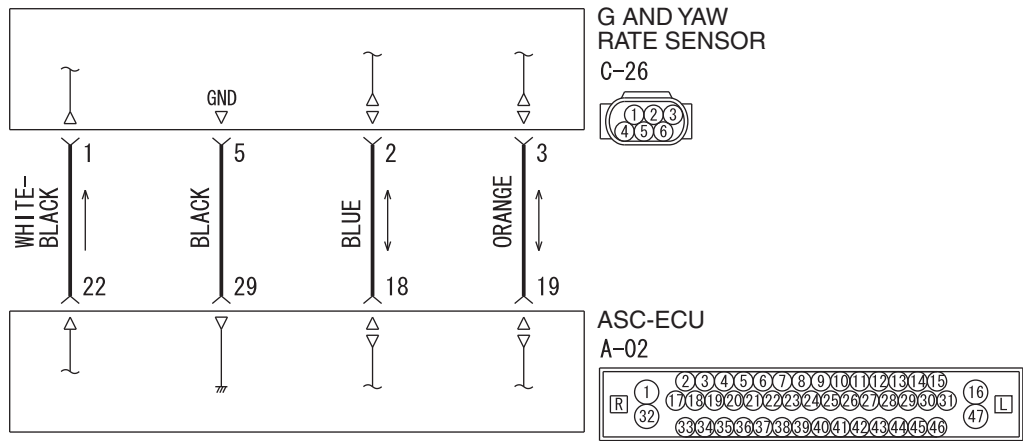 G AND YAW
RATE SENSOR
C-26
1 2 3
4 5 6
GND
1 5 2 3
WHITE-
BLACK
BLACK
BLUE
ORANGE
22 29 18 19
ASC-ECU
A-02
2 3 4 5 6 7 8 9 10 11 12 13 14 15
1 16
R 17 18 19 20 21 22 23 24 25 26 27 28 29 30 31 L
32 47
33 34 35 36 37 38 39 40 41 42 43 44 45 46